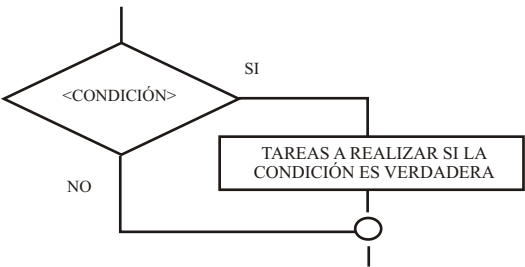 SI
<CONDICIÓN>
TAREAS A REALIZAR SI LA
CONDICIÓN ES VERDADERA
NO